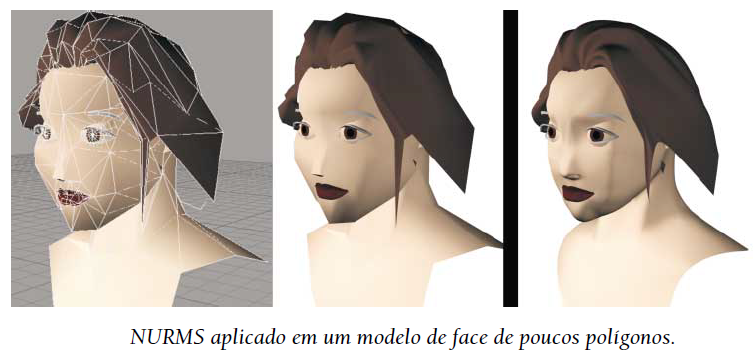 NURMS aplicado em um modelo de face de poucos polígonos.